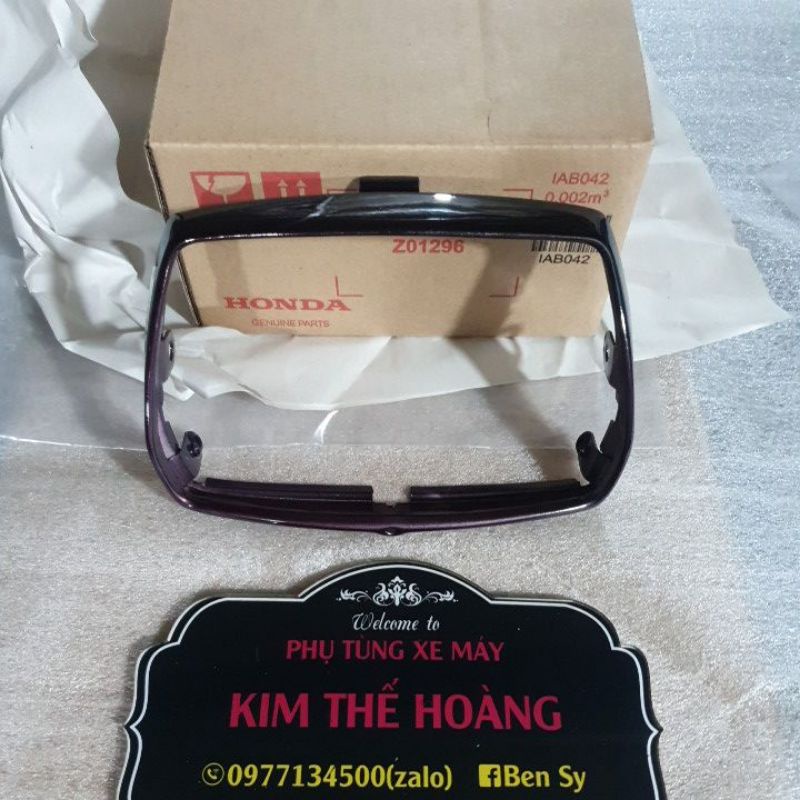 IAB042
0.002m³
Z01296
IAB042
HONDA
GENUINE PARTS
Welcome to
PHỤ TÙNG XE MÁY
KIM THẾ HOÀNG
0977134500(zalo) Ben Sy